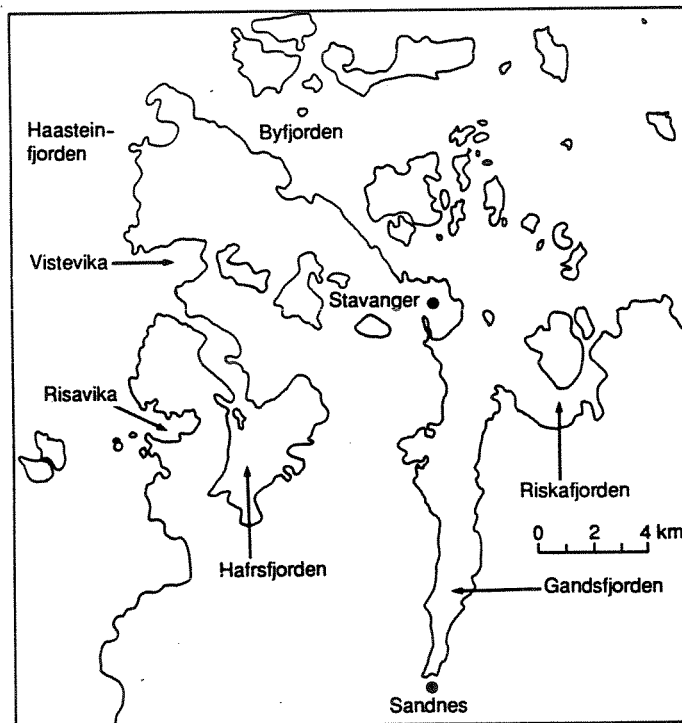 Haastein-
fjorden
Byfjorden
Vistevika
Stavanger
Risavika
Riskafjorden
0 2 4 km
Hafrsfjorden
Gandsfjorden
Sandnes